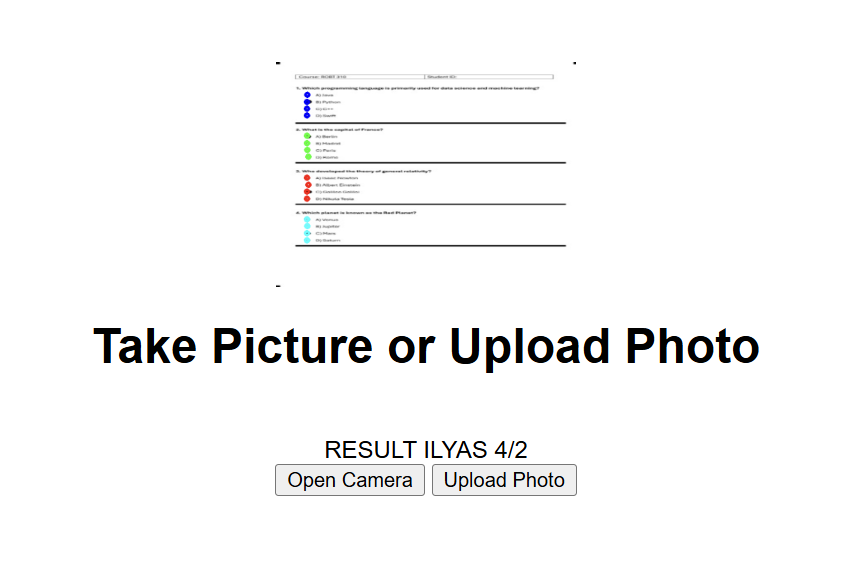 Course: ROBT 310 Student ID:
1. Which programming language is primarily used for data science and machine learning?
A) Java
B) Python
C) C++
D) Swift
2. What is the capital of France?
A) Berlin
B) Madrid
C) Paris
D) Rome
3. Who developed the theory of general relativity?
A) Isaac Newton
B) Albert Einstein
C) Galileo Galilei
D) Nikola Tesla
4. Which planet is known as the Red Planet?
A) Venus
B) Jupiter
C) Mars
D) Saturn
Take Picture or Upload Photo
RESULT ILYAS 4/2
Open Camera Upload Photo